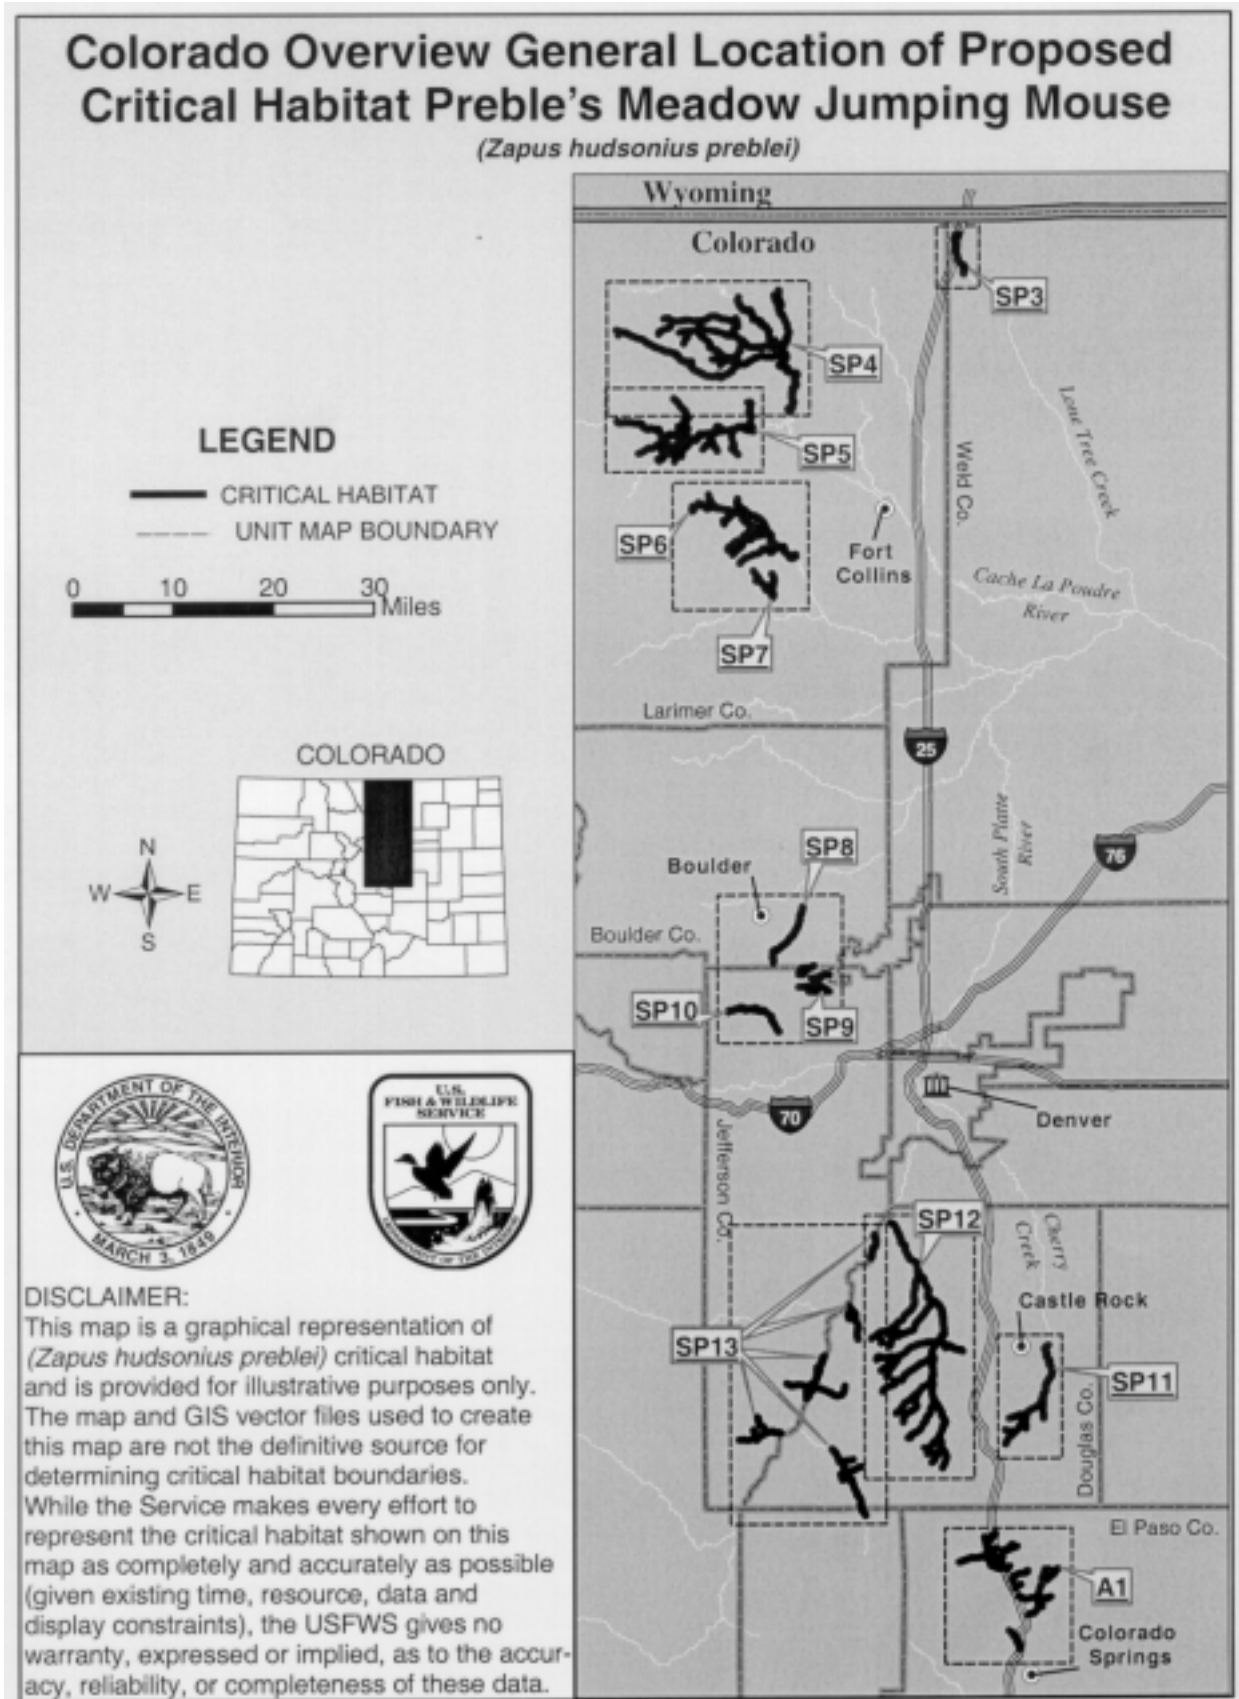 Colorado Overview General Location of Proposed
Critical Habitat Preble's Meadow Jumping Mouse
(Zapus hudsonius preblei)
Wyoming
Colorado
SP3
SP4
SP5
SP6
SP7
Lone Tree Creek
Weld Co.
Fort
Collins
Cache La Poudre
River
Larimer Co.
25
South Platte
River
76
Boulder
SP8
Boulder Co.
SP10
SP9
70
Denver
Jefferson Co.
SP12
Cherry
Creek
Castle Rock
SP13
SP11
Douglas Co.
El Paso Co.
A1
Colorado
Springs
LEGEND
CRITICAL HABITAT
UNIT MAP BOUNDARY
0 10 20 30
Miles
COLORADO
N
W E
S
U.S. DEPARTMENT OF THE INTERIOR
MARCH 3, 1849
U.S.
FISH & WILDLIFE
SERVICE
DEPARTMENT OF THE INTERIOR
DISCLAIMER:
This map is a graphical representation of
(Zapus hudsonius preblei) critical habitat
and is provided for illustrative purposes only.
The map and GIS vector files used to create
this map are not the definitive source for
determining critical habitat boundaries.
While the Service makes every effort to
represent the critical habitat shown on this
map as completely and accurately as possible
(given existing time, resource, data and
display constraints), the USFWS gives no
warranty, expressed or implied, as to the accur-
acy, reliability, or completeness of these data.